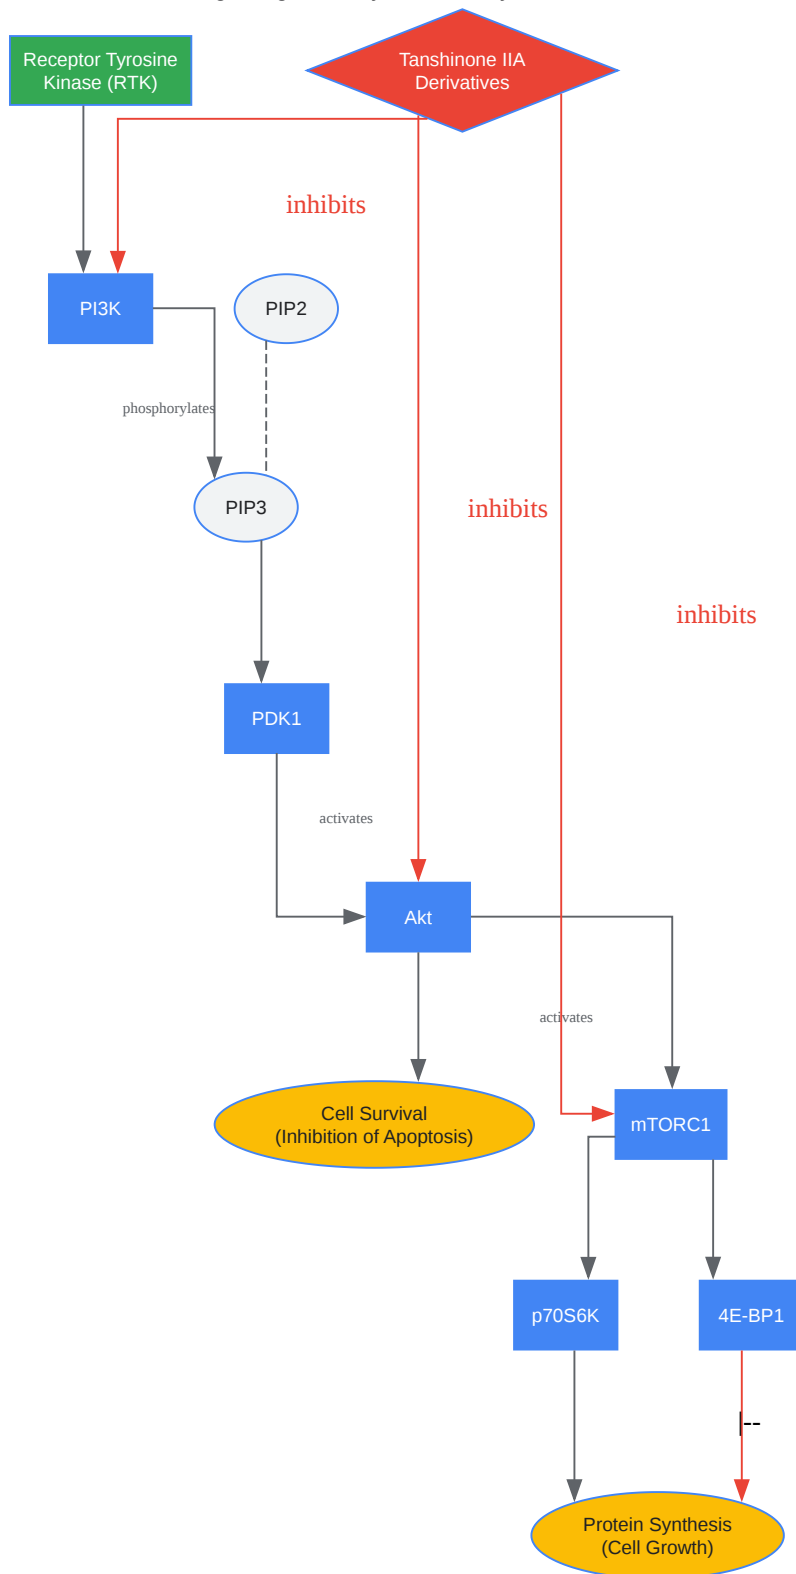 Receptor Tyrosine
Kinase (RTK)
Tanshinone IIA
Derivatives
inhibits
PI3K
PIP2
phosphorylates
PIP3
inhibits
inhibits
PDK1
activates
Akt
activates
Cell Survival
(Inhibition of Apoptosis)
mTORC1
p70S6K
4E-BP1
|--
Protein Synthesis
(Cell Growth)